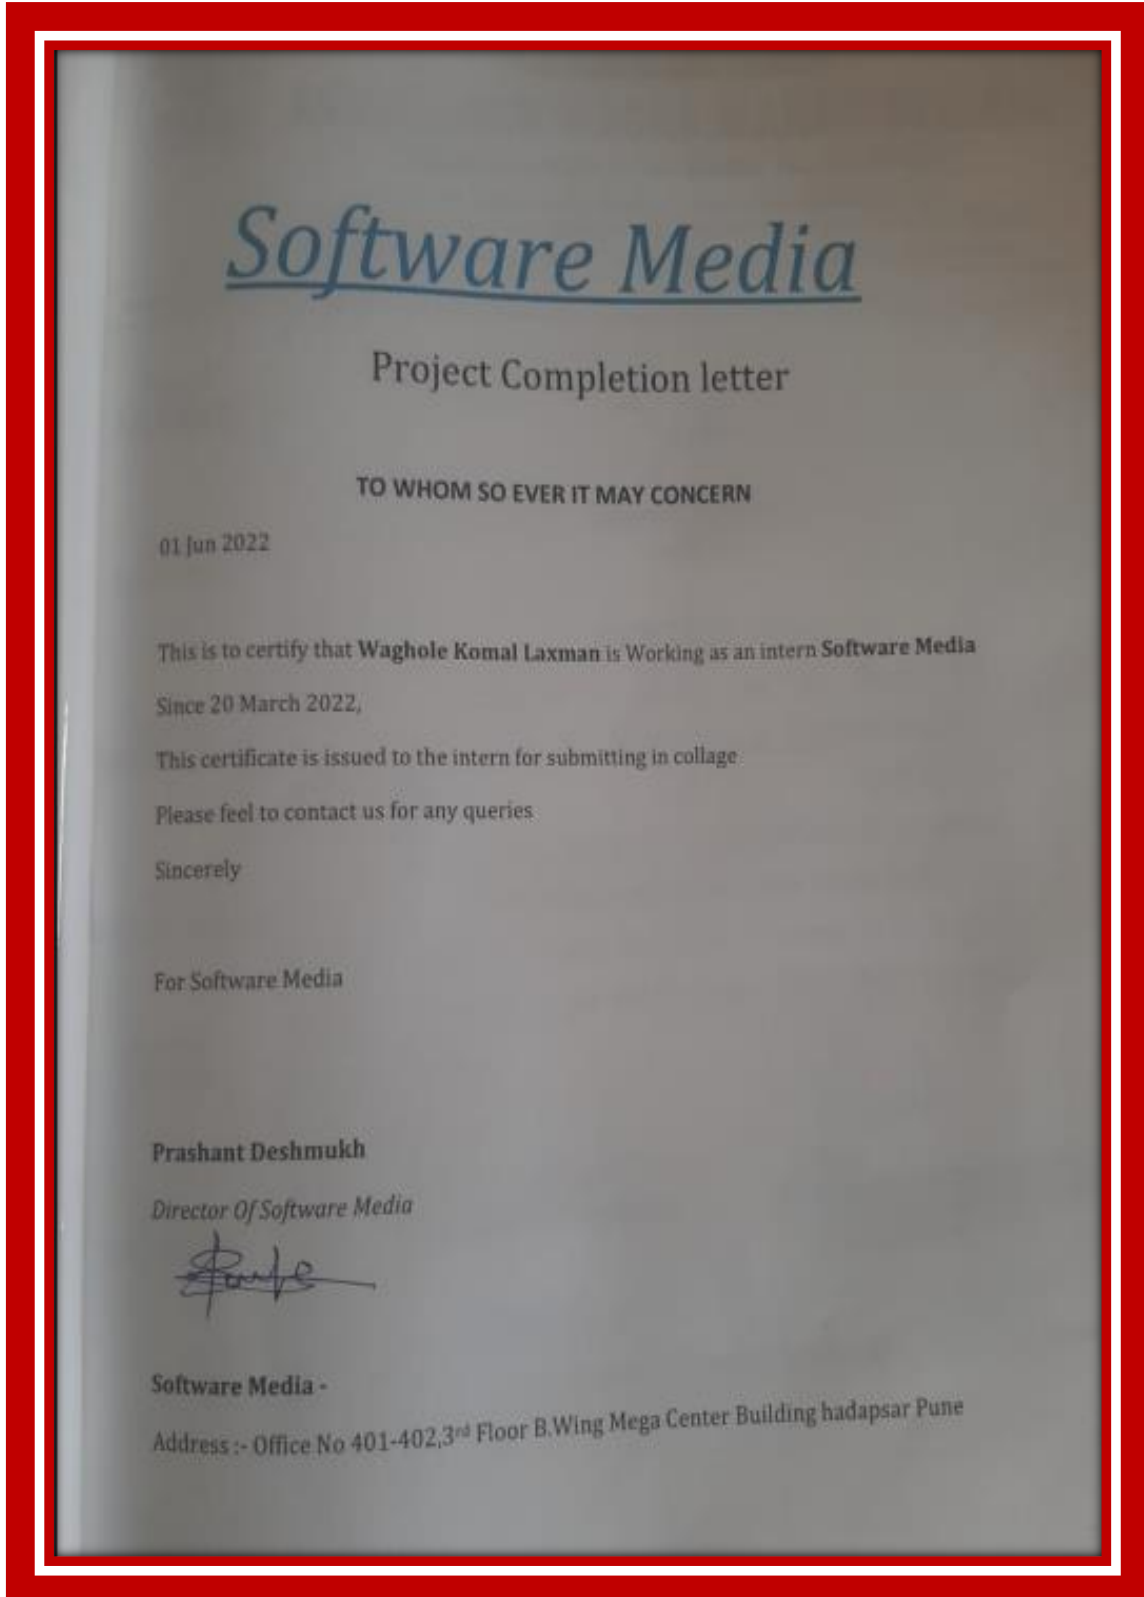 Software Media
Project Completion letter
TO WHOM SO EVER IT MAY CONCERN
01 Jun 2022
This is to certify that Waghole Komal Laxman is Working as an intern Software Media
Since 20 March 2022,
This certificate is issued to the intern for submitting in collage
Please feel to contact us for any queries
Sincerely
For Software Media
Prashant Deshmukh
Director Of Software Media
Software Media -
Address :- Office No 401-402,3rd Floor B.Wing Mega Center Building hadapsar Pune